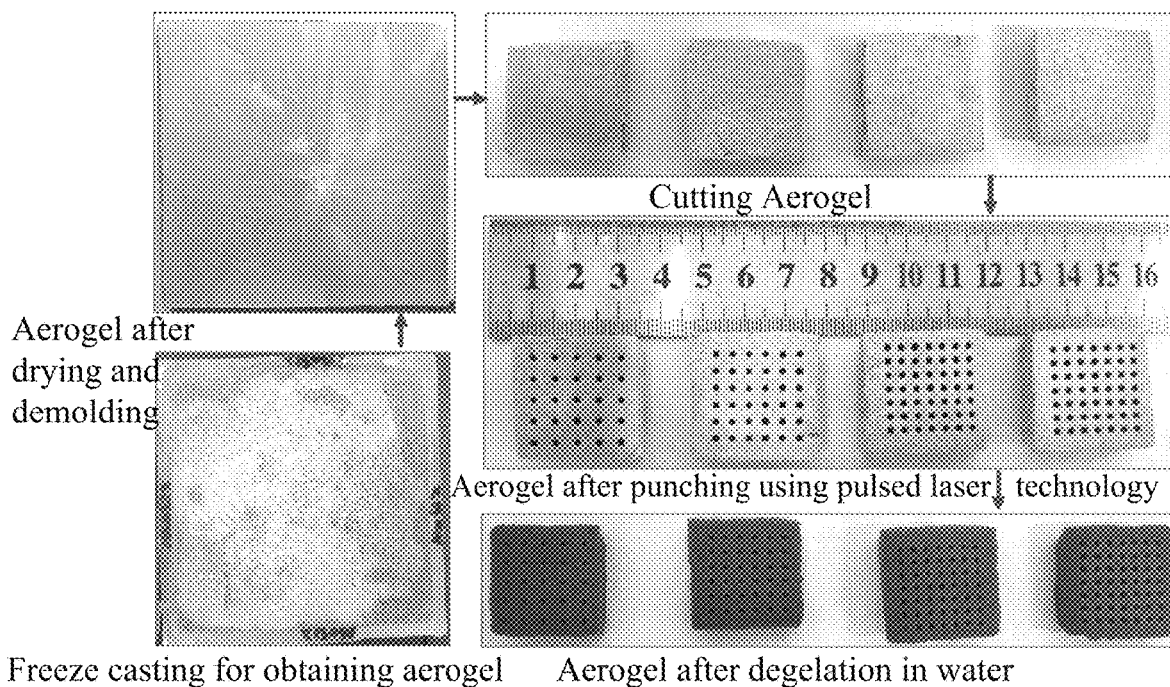 Cutting Aerogel
1 2 3 4 5 6 7 8 9 10 11 12 13 14 15 16
Aerogel after
drying and
demolding
Aerogel after punching using pulsed laser technology
Freeze casting for obtaining aerogel
Aerogel after degelation in water